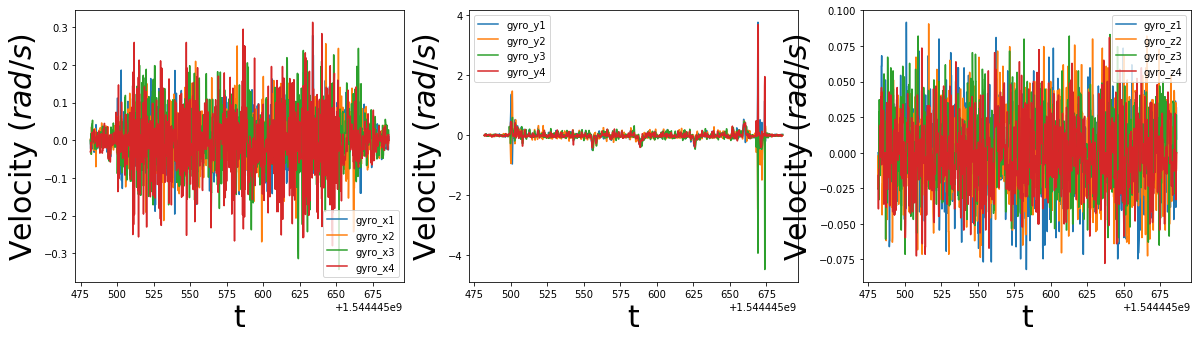 Velocity (rad/s)
0.3
0.2
0.1
0.0
−0.1
−0.2
−0.3
gyro_x1
gyro_x2
gyro_x3
gyro_x4
475 500 525 550 575 600 625 650 675
+1.544445e9
t
Velocity (rad/s)
4
2
0
−2
−4
gyro_y1
gyro_y2
gyro_y3
gyro_y4
475 500 525 550 575 600 625 650 675
+1.544445e9
t
Velocity (rad/s)
0.100
0.075
0.050
0.025
0.000
−0.025
−0.050
−0.075
gyro_z1
gyro_z2
gyro_z3
gyro_z4
475 500 525 550 575 600 625 650 675
+1.544445e9
t